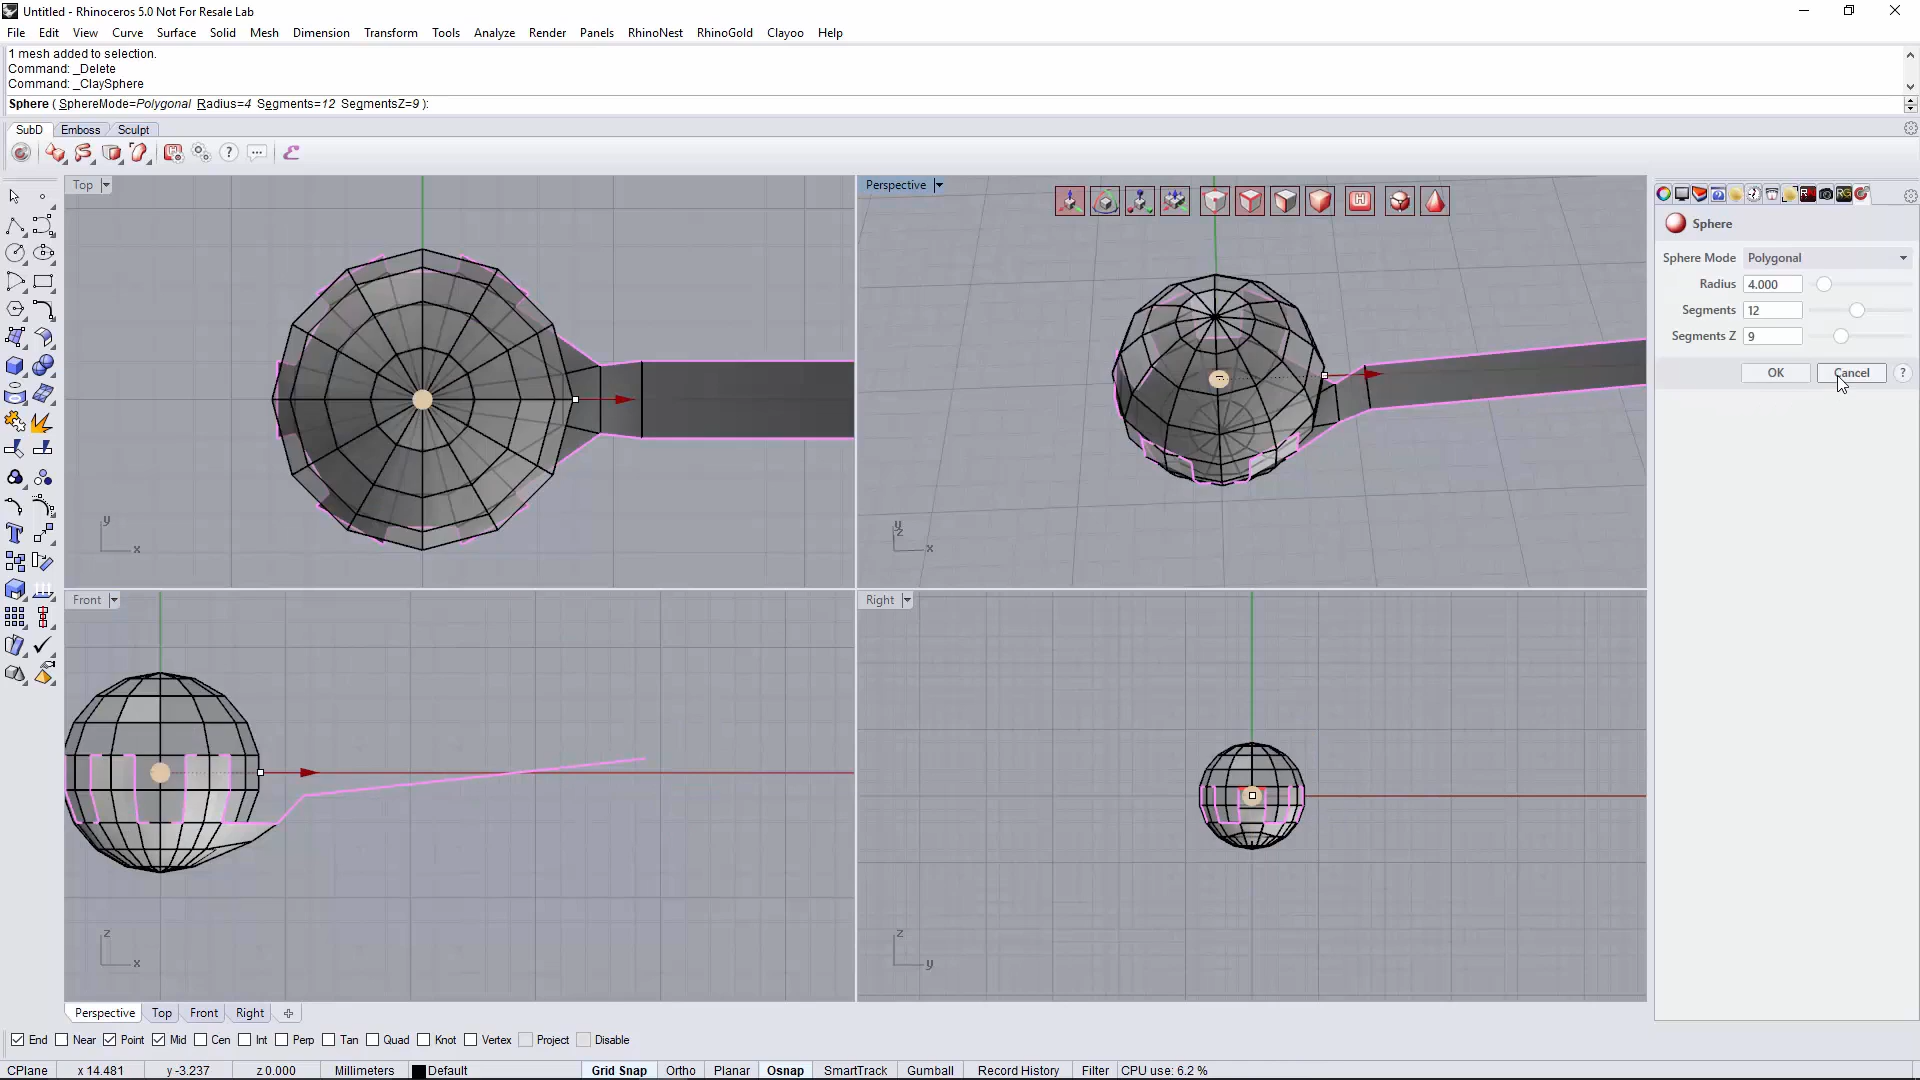 Untitled - Rhinoceros 5.0 Not For Resale Lab
File Edit View Curve Surface Solid Mesh Dimension Transform Tools Analyze Render Panels RhinoNest RhinoGold Clayoo Help
1 mesh added to selection.
Command: _Delete
Command: _ClaySphere
Sphere ( SphereMode=Polygonal Radius=4 Segments=12 SegmentsZ=9 ):
SubD Emboss Sculpt
Top
Perspective
Sphere
Sphere Mode Polygonal
Radius 4.000
Segments 12
Segments Z 9
OK Cancel ?
y
x
y
z
x
Front
Right
z
x
z
y
Perspective Top Front Right
End Near Point Mid Cen Int Perp Tan Quad Knot Vertex Project Disable
CPlane x 14.481 y -3.237 z 0.000 Millimeters Default Grid Snap Ortho Planar Osnap SmartTrack Gumball Record History Filter CPU use: 6.2 %